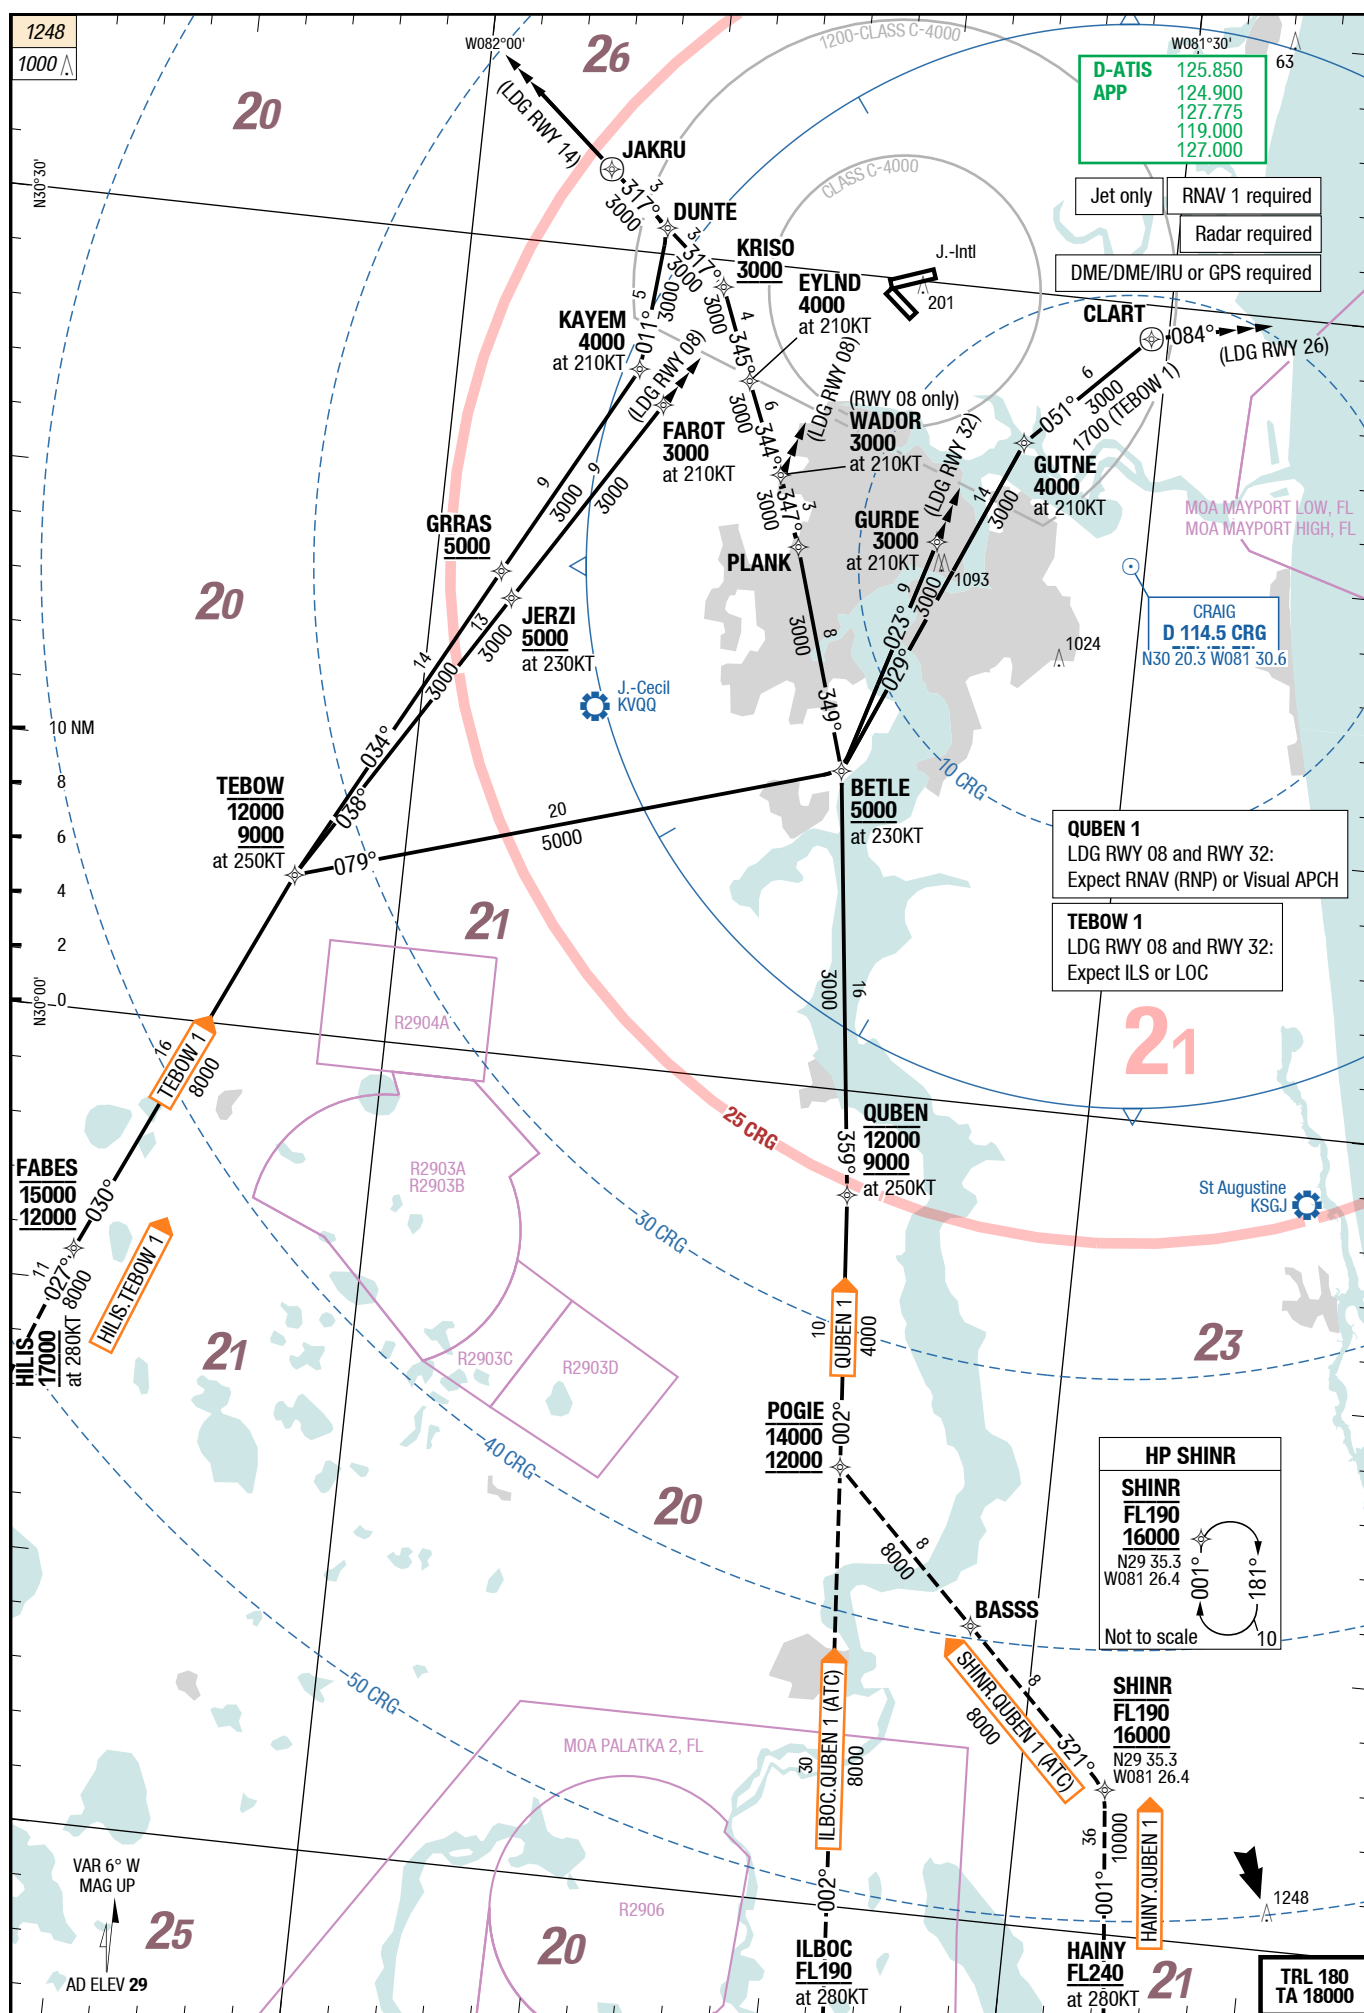 1248
1000
W082°00'
W081°30'
N30°30'
N30°00'
26
20
1200-CLASS C-4000
CLASS C-4000
63
D-ATIS 125.850
APP 124.900
127.775
119.000
127.000
Jet only
RNAV 1 required
Radar required
DME/DME/IRU or GPS required
(LDG RWY 14)
JAKRU
3
317°
3000
DUNTE
3
317°
3000
KRISO
3000
J.-Intl
201
EYLND
4000
at 210KT
CLART
084°
(LDG RWY 26)
KAYEM
4000
at 210KT
5
011°
3000
(LDG RWY 08)
3000
4
345°
(LDG RWY 08)
6
3000
1700 (TEBOW 1)
051°
FAROT
3000
at 210KT
3000
6
344°
(RWY 08 only)
WADOR
3000
at 210KT
(LDG RWY 32)
GUTNE
4000
at 210KT
9
3000
9
3000
3000
347°
3
14
3000
MOA MAYPORT LOW, FL
MOA MAYPORT HIGH, FL
GRRAS
5000
PLANK
GURDE
3000
at 210KT
1093
20
JERZI
5000
at 230KT
13
3000
14
3000
3000
8
349°
9
3000
023°
029°
1024
CRAIG
D 114.5 CRG
N30 20.3 W081 30.6
J.-Cecil
KVQQ
10 NM
8
6
4
2
0
034°
038°
TEBOW
12000
9000
at 250KT
079°
20
5000
BETLE
5000
at 230KT
10 CRG
QUBEN 1
LDG RWY 08 and RWY 32:
Expect RNAV (RNP) or Visual APCH
TEBOW 1
LDG RWY 08 and RWY 32:
Expect ILS or LOC
21
3000
16
R2904A
21
16
TEBOW 1
8000
25 CRG
QUBEN
12000
9000
at 250KT
359°
FABES
15000
12000
030°
R2903A
R2903B
St Augustine
KSGJ
30 CRG
11
027°
8000
HILIS.TEBOW 1
HILIS
17000
at 280KT
21
R2903C
R2903D
10
QUBEN 1
4000
23
POGIE
14000
12000
002°
40 CRG
20
8
8000
HP SHINR
SHINR
FL190
16000
N29 35.3
W081 26.4
001°
181°
Not to scale
10
BASSS
50 CRG
30
ILBOC.QUBEN 1 (ATC)
8000
SHINR.QUBEN 1 (ATC)
8000
8
321°
SHINR
FL190
16000
N29 35.3
W081 26.4
MOA PALATKA 2, FL
36
10000
HAINY.QUBEN 1
001°
002°
VAR 6° W
MAG UP
25
AD ELEV 29
R2906
20
1248
ILBOC
FL190
at 280KT
HAINY
FL240
at 280KT
21
TRL 180
TA 18000